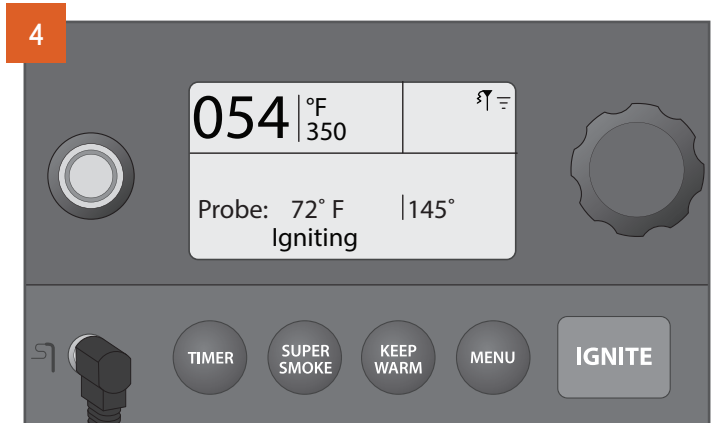 4
054 °F
350
Probe: 72° F 145°
Igniting
TIMER
SUPER
SMOKE
KEEP
WARM
MENU
IGNITE